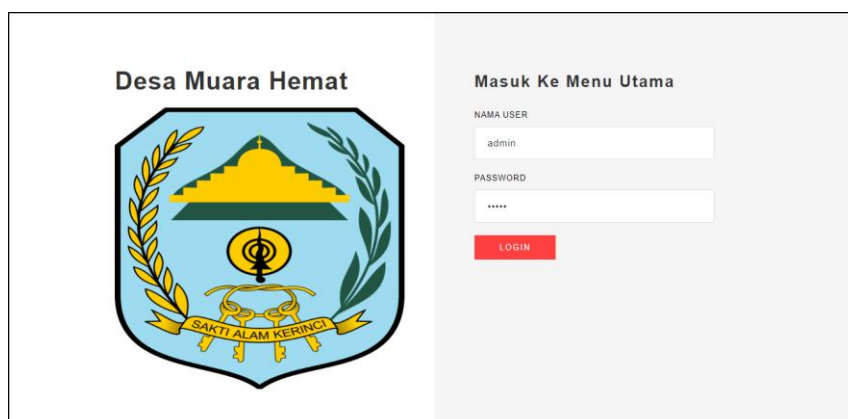 Desa Muara Hemat
SAKTI ALAM KERINCI
Masuk Ke Menu Utama
NAMA USER
admin
PASSWORD
•••••
LOGIN